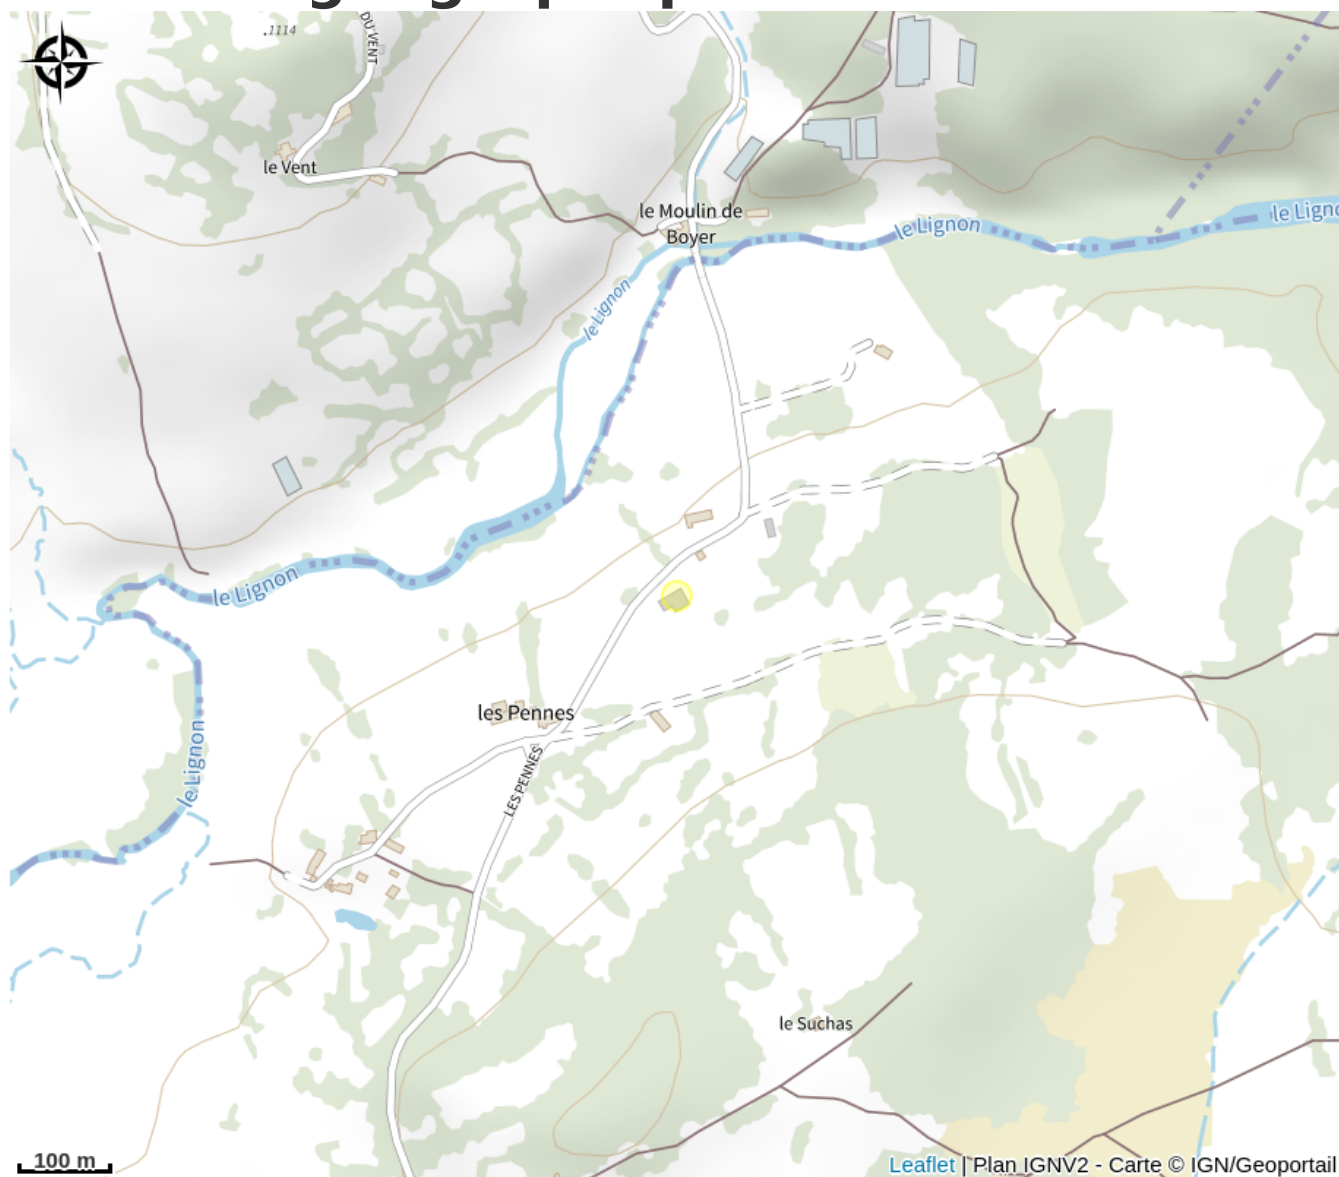 .1114
DU VENT
le Vent
le Moulin de
Boyer
le Lignon
le Ligno
le Lignon
le Lignon
les Pennes
LES PENNES
le Lignon
le Suchas
100 m
Leaflet | Plan IGNV2 - Carte © IGN/Geoportail